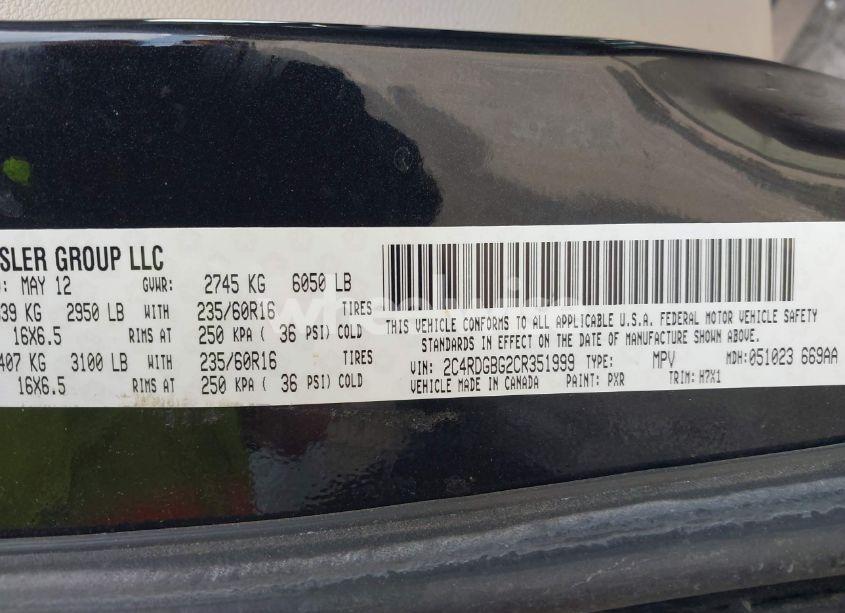 SLER GROUP LLC
: MAY 12 GVWR: 2745 KG 6050 LB
39 KG 2950 LB WITH 235/60R16 TIRES
16X6.5 RIMS AT 250 KPA ( 36 PSI) COLD
407 KG 3100 LB WITH 235/60R16 TIRES
16X6.5 RIMS AT 250 KPA ( 36 PSI) COLD
THIS VEHICLE CONFORMS TO ALL APPLICABLE U.S.A. FEDERAL MOTOR VEHICLE SAFETY
STANDARDS IN EFFECT ON THE DATE OF MANUFACTURE SHOWN ABOVE.
VIN: 2C4RDGBG2CR351999 TYPE: MPV MDH:051023 669AA
VEHICLE MADE IN CANADA PAINT: PXR TRIM: H7X1